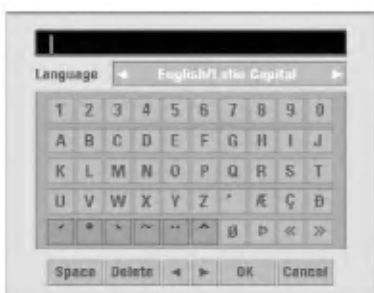 Language ◄ English/Latin Capital ►
1 2 3 4 5 6 7 8 9 0
A B C D E F G H I J
K L M N O P Q R S T
U V W X Y Z Æ Ç Ð
´ ` ~ ¨ ^ Ø Þ « »
Space Delete ◄ ► OK Cancel